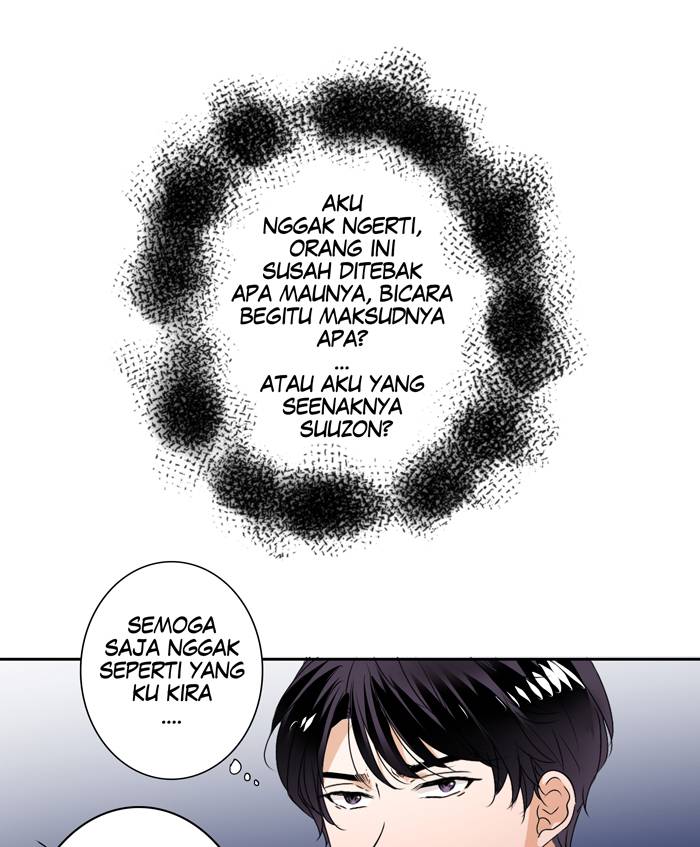 AKU
NGGAK NGERTI,
ORANG INI
SUSAH DITEBAK
APA MAUNYA, BICARA
BEGITU MAKSUDNYA
APA?
...
ATAU AKU YANG
SEENAKNYA
SUUZON?
SEMOGA
SAJA NGGAK
SEPERTI YANG
KU KIRA
....